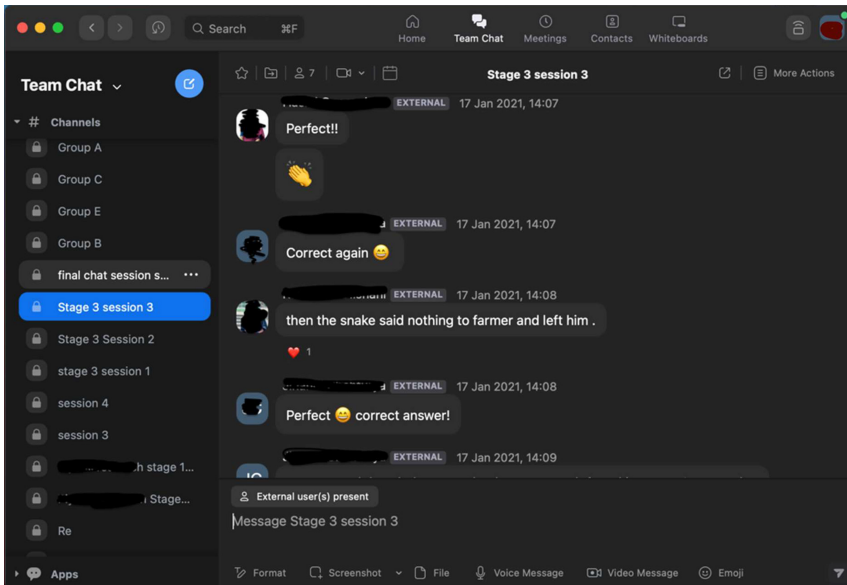 Search ⌘F
Home
Team Chat
Meetings
Contacts
Whiteboards
Team Chat
# Channels
Group A
Group C
Group E
Group B
final chat session s... •••
Stage 3 session 3
Stage 3 Session 2
stage 3 session 1
session 4
session 3
stage 1...
Stage...
Re
Apps
7
Stage 3 session 3
More Actions
EXTERNAL 17 Jan 2021, 14:07
Perfect!!
👏
EXTERNAL 17 Jan 2021, 14:07
Correct again 😄
EXTERNAL 17 Jan 2021, 14:08
then the snake said nothing to farmer and left him .
❤️ 1
EXTERNAL 17 Jan 2021, 14:08
Perfect 😄 correct answer!
EXTERNAL 17 Jan 2021, 14:09
External user(s) present
Message Stage 3 session 3
Format
Screenshot
File
Voice Message
Video Message
Emoji